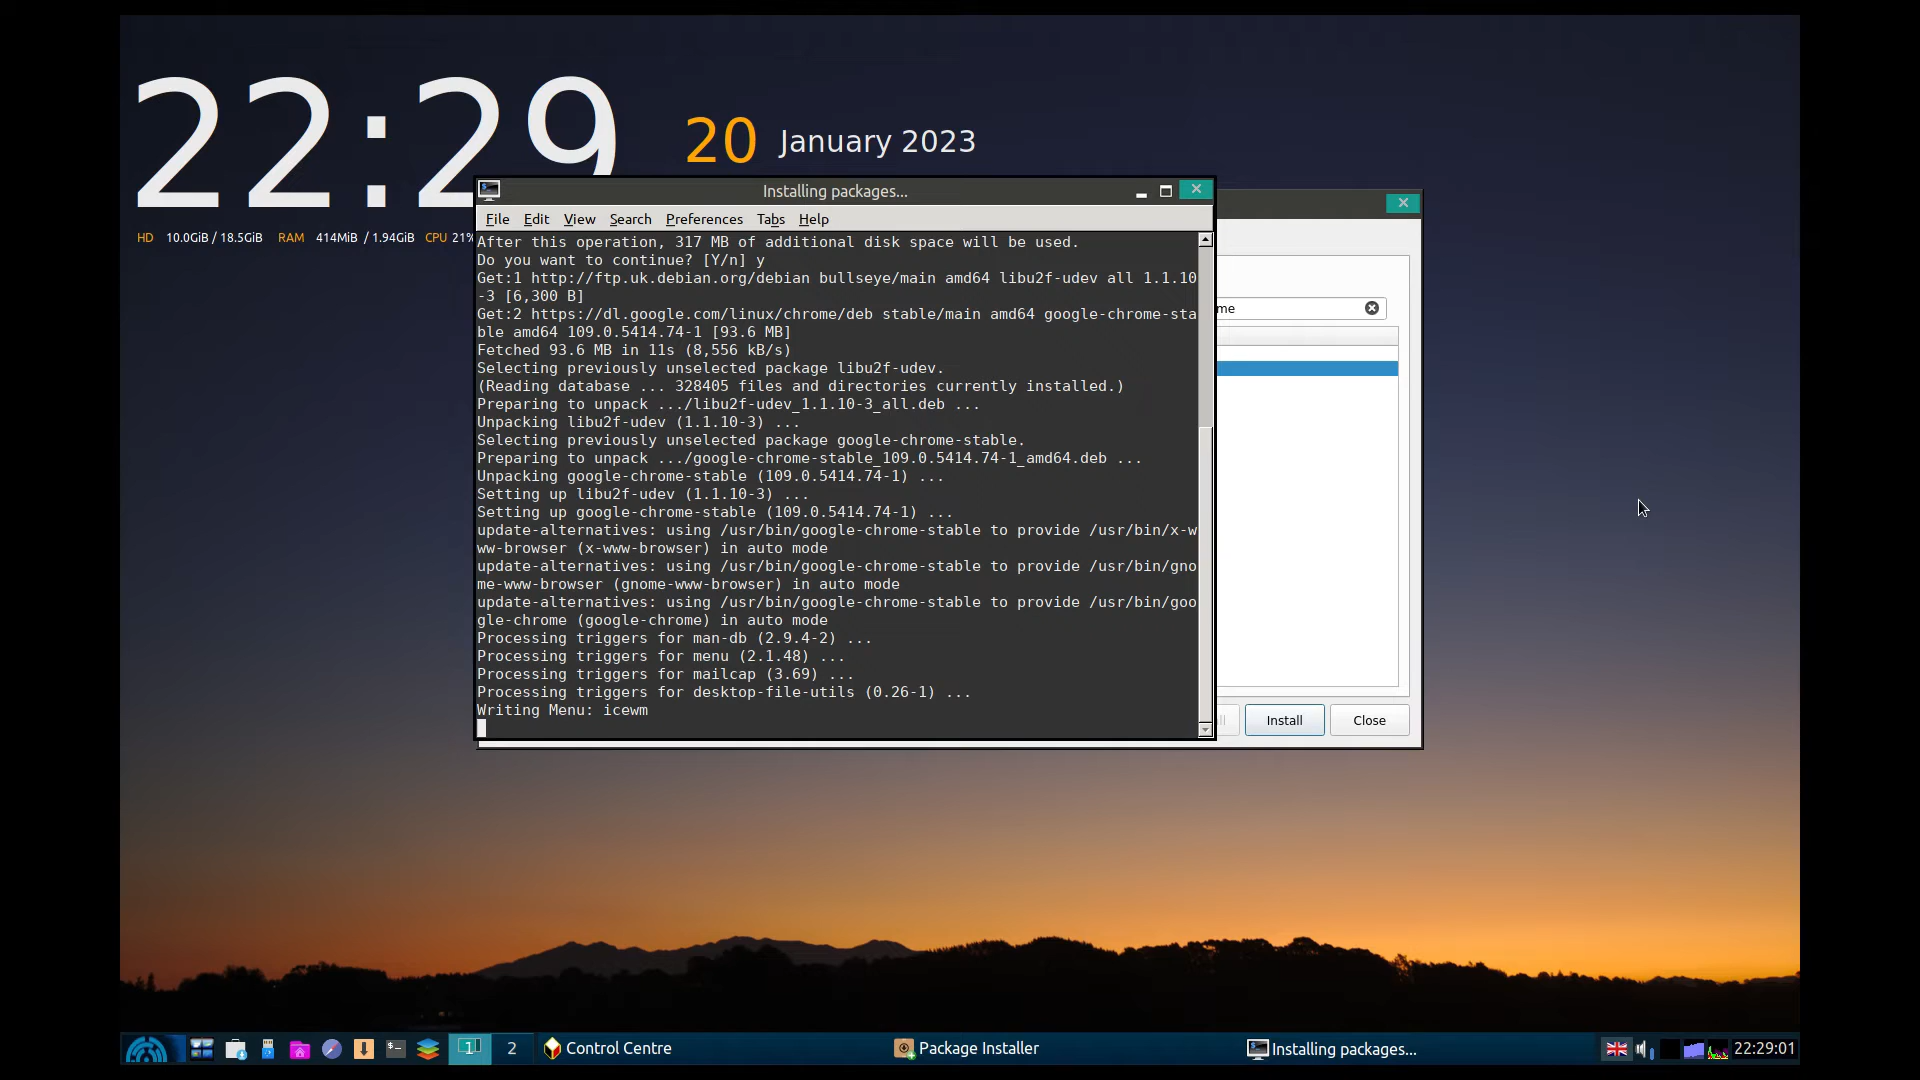 22:29
20 January 2023
HD 10.0GiB / 18.5GiB RAM 414MiB / 1.94GiB CPU 21%
Installing packages...
File Edit View Search Preferences Tabs Help
After this operation, 317 MB of additional disk space will be used.
Do you want to continue? [Y/n] y
Get:1 http://ftp.uk.debian.org/debian bullseye/main amd64 libu2f-udev all 1.1.10
-3 [6,300 B]
Get:2 https://dl.google.com/linux/chrome/deb stable/main amd64 google-chrome-sta
ble amd64 109.0.5414.74-1 [93.6 MB]
Fetched 93.6 MB in 11s (8,556 kB/s)
Selecting previously unselected package libu2f-udev.
(Reading database ... 328405 files and directories currently installed.)
Preparing to unpack .../libu2f-udev_1.1.10-3_all.deb ...
Unpacking libu2f-udev (1.1.10-3) ...
Selecting previously unselected package google-chrome-stable.
Preparing to unpack .../google-chrome-stable_109.0.5414.74-1_amd64.deb ...
Unpacking google-chrome-stable (109.0.5414.74-1) ...
Setting up libu2f-udev (1.1.10-3) ...
Setting up google-chrome-stable (109.0.5414.74-1) ...
update-alternatives: using /usr/bin/google-chrome-stable to provide /usr/bin/x-w
ww-browser (x-www-browser) in auto mode
update-alternatives: using /usr/bin/google-chrome-stable to provide /usr/bin/gno
me-www-browser (gnome-www-browser) in auto mode
update-alternatives: using /usr/bin/google-chrome-stable to provide /usr/bin/goo
gle-chrome (google-chrome) in auto mode
Processing triggers for man-db (2.9.4-2) ...
Processing triggers for menu (2.1.48) ...
Processing triggers for mailcap (3.69) ...
Processing triggers for desktop-file-utils (0.26-1) ...
Writing Menu: icewm
me
Install Close
1 2 Control Centre Package Installer Installing packages... 22:29:01